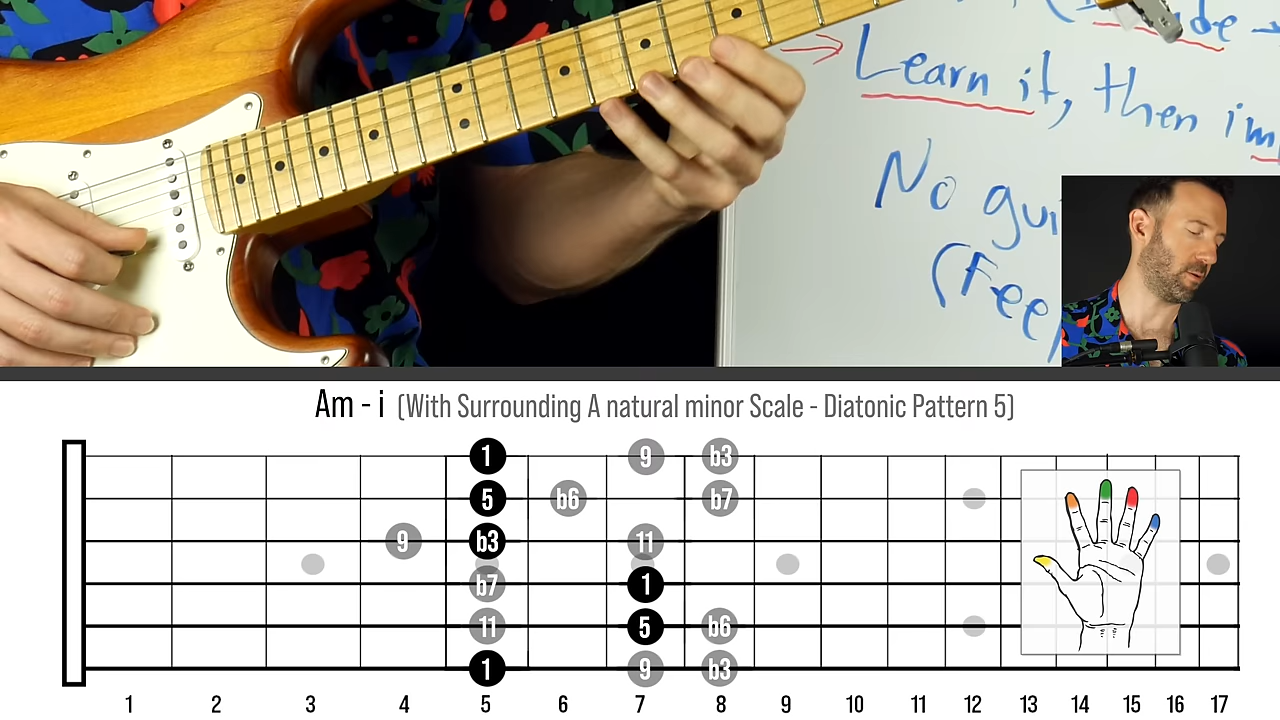 → Learn it, then im
No gui
(Fee
Am - i (With Surrounding A natural minor Scale - Diatonic Pattern 5)
1 9 b3
5 b6 b7
9 b3 11
b7 1
11 5 b6
1 9 b3
1 2 3 4 5 6 7 8 9 10 11 12 13 14 15 16 17